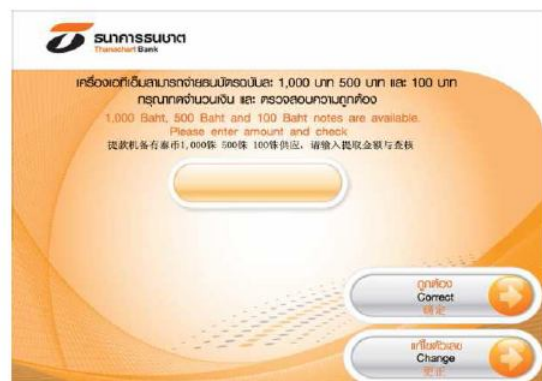 ธนาคารธนชาต
Thanachart Bank
เครื่องเอทีเอ็มสามารถจ่ายธนบัตรฉบับละ 1,000 บาท 500 บาท และ 100 บาท
กรุณากดจำนวนเงิน และ ตรวจสอบความถูกต้อง
1,000 Baht, 500 Baht and 100 Baht notes are available.
Please enter amount and check
提款机备有泰币1,000铢 500铢 100铢供应，请输入提取金额与查核
ถูกต้อง
Correct
确定
แก้ไขตัวเลข
Change
更正